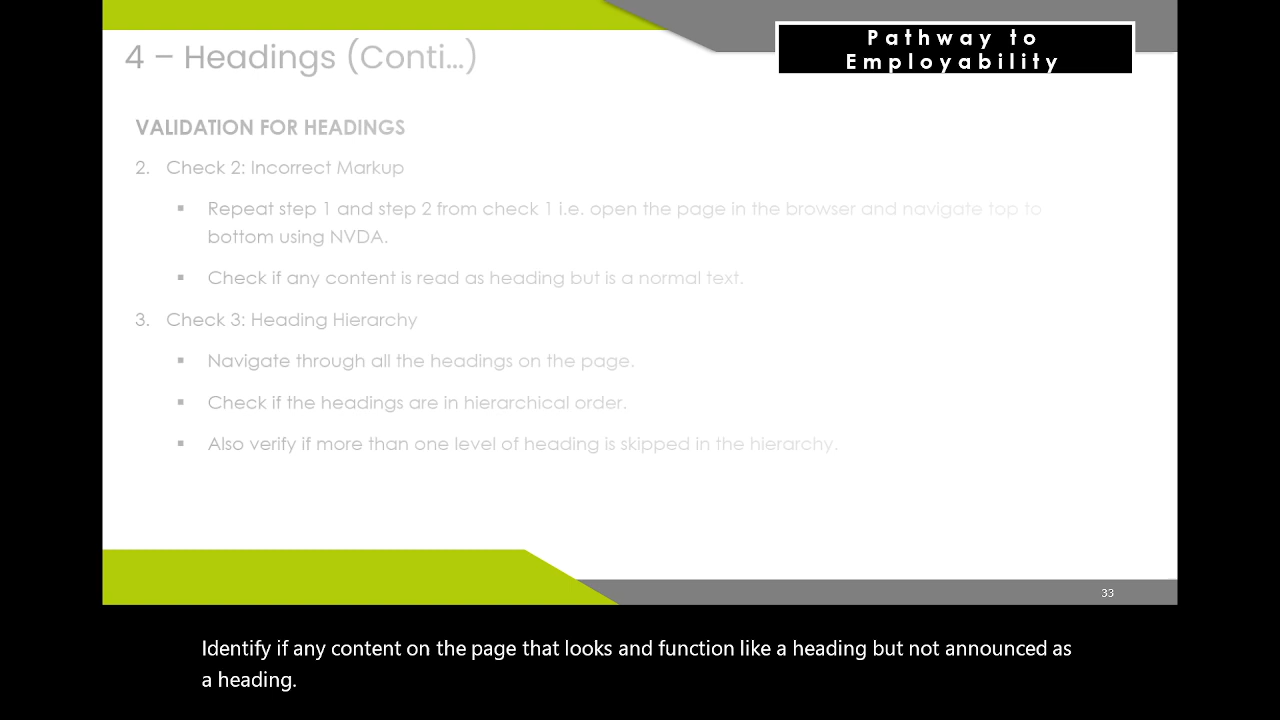 4 – Headings (Conti…)
Pathway to
Employability
VALIDATION FOR HEADINGS
2. Check 2: Incorrect Markup
▪ Repeat step 1 and step 2 from check 1 i.e. open the page in the browser and navigate top to
bottom using NVDA.
▪ Check if any content is read as heading but is a normal text.
3. Check 3: Heading Hierarchy
▪ Navigate through all the headings on the page.
▪ Check if the headings are in hierarchical order.
▪ Also verify if more than one level of heading is skipped in the hierarchy.
33
Identify if any content on the page that looks and function like a heading but not announced as
a heading.